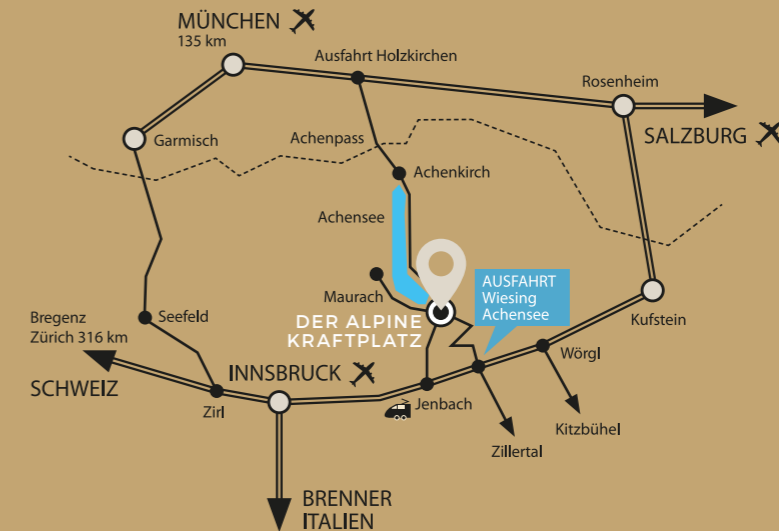 MÜNCHEN
135 km
Ausfahrt Holzkirchen
Rosenheim
SALZBURG
Garmisch
Achenpass
Achenkirch
Achensee
AUSFAHRT
Wiesing
Achensee
Maurach
DER ALPINE
KRAFTPLATZ
Kufstein
Bregenz
Zürich 316 km
Seefeld
Wörgl
SCHWEIZ
INNSBRUCK
Zirl
Jenbach
Kitzbühel
Zillertal
BRENNER
ITALIEN